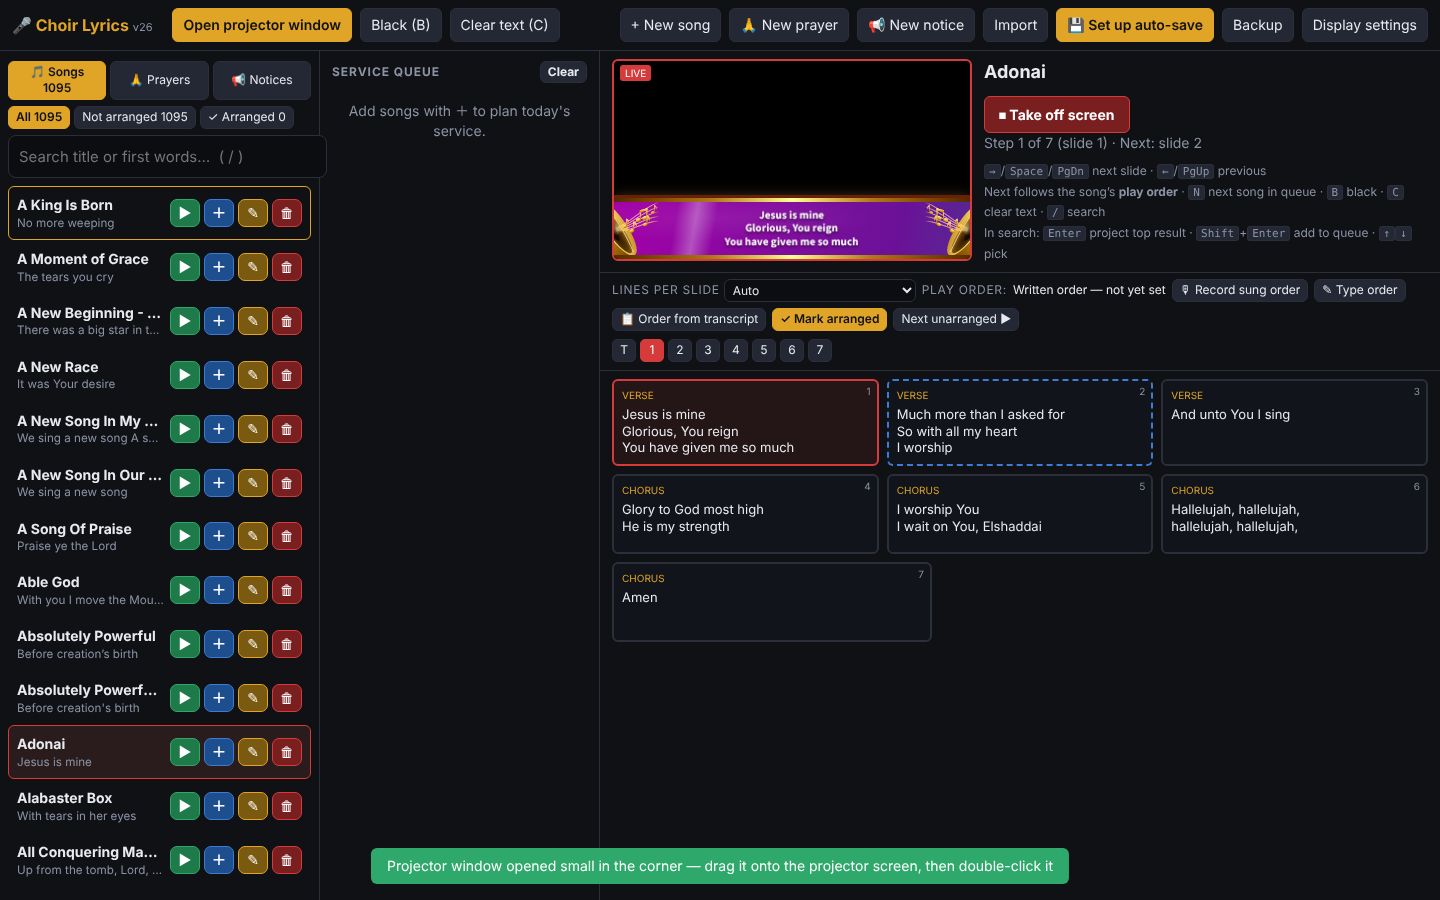 🎤 Choir Lyrics v26
Open projector window
Black (B)
Clear text (C)
+ New song
🙏 New prayer
📢 New notice
Import
💾 Set up auto-save
Backup
Display settings
🎵 Songs
1095
🙏 Prayers
📢 Notices
All 1095
Not arranged 1095
✓ Arranged 0
Search title or first words... ( / )
A King Is Born
No more weeping
A Moment of Grace
The tears you cry
A New Beginning - ...
There was a big star in t...
A New Race
It was Your desire
A New Song In My ...
We sing a new song A s...
A New Song In Our ...
We sing a new song
A Song Of Praise
Praise ye the Lord
Able God
With you I move the Mou...
Absolutely Powerful
Before creation's birth
Absolutely Powerf...
Before creation's birth
Adonai
Jesus is mine
Alabaster Box
With tears in her eyes
All Conquering Ma...
Up from the tomb, Lord, ...
SERVICE QUEUE
Clear
Add songs with + to plan today's
service.
LIVE
Jesus is mine
Glorious, You reign
You have given me so much
Adonai
■ Take off screen
Step 1 of 7 (slide 1) · Next: slide 2
→ / Space / PgDn next slide · ← / PgUp previous
Next follows the song's play order · N next song in queue · B black · C
clear text · / search
In search: Enter project top result · Shift + Enter add to queue · ↑ ↓
pick
LINES PER SLIDE Auto
PLAY ORDER: Written order — not yet set
🎙 Record sung order
✎ Type order
📋 Order from transcript
✓ Mark arranged
Next unarranged ▶
T 1 2 3 4 5 6 7
VERSE 1
Jesus is mine
Glorious, You reign
You have given me so much
VERSE 2
Much more than I asked for
So with all my heart
I worship
VERSE 3
And unto You I sing
CHORUS 4
Glory to God most high
He is my strength
CHORUS 5
I worship You
I wait on You, Elshaddai
CHORUS 6
Hallelujah, hallelujah,
hallelujah, hallelujah,
CHORUS 7
Amen
Projector window opened small in the corner — drag it onto the projector screen, then double-click it